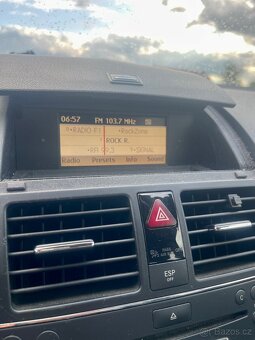 06:57 FM 103.7 MHz
RADIO F1 RockZone
ROCK R.
SIGNAL
Radio Presets Info Sound
ESP
OFF
bazos.cz